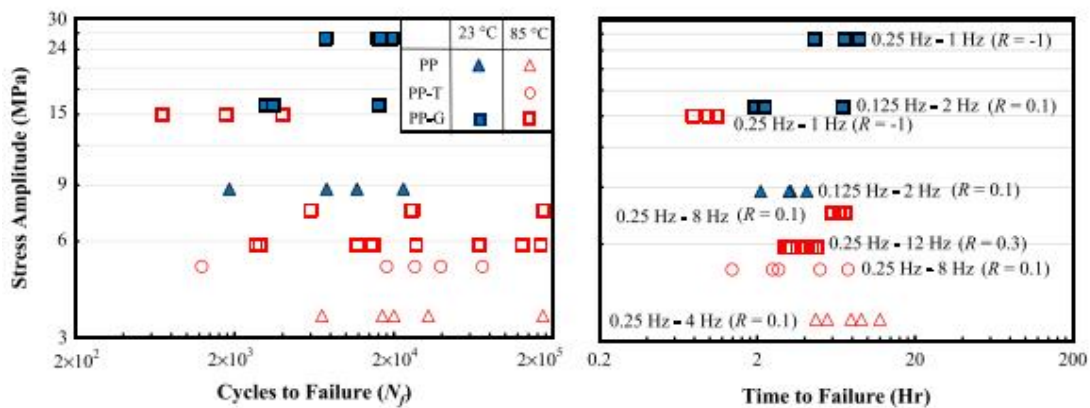 30
24
15
9
6
3
Stress Amplitude (MPa)
2×10² 2×10³ 2×10⁴ 2×10⁵
Cycles to Failure (N_f)
23 °C 85 °C
PP
PP-T
PP-G
0.25 Hz – 1 Hz (R = -1)
0.125 Hz – 2 Hz (R = 0.1)
0.25 Hz – 1 Hz (R = -1)
0.125 Hz – 2 Hz (R = 0.1)
0.25 Hz – 8 Hz (R = 0.1)
0.25 Hz – 12 Hz (R = 0.3)
0.25 Hz – 8 Hz (R = 0.1)
0.25 Hz – 4 Hz (R = 0.1)
0.2 2 20 200
Time to Failure (Hr)